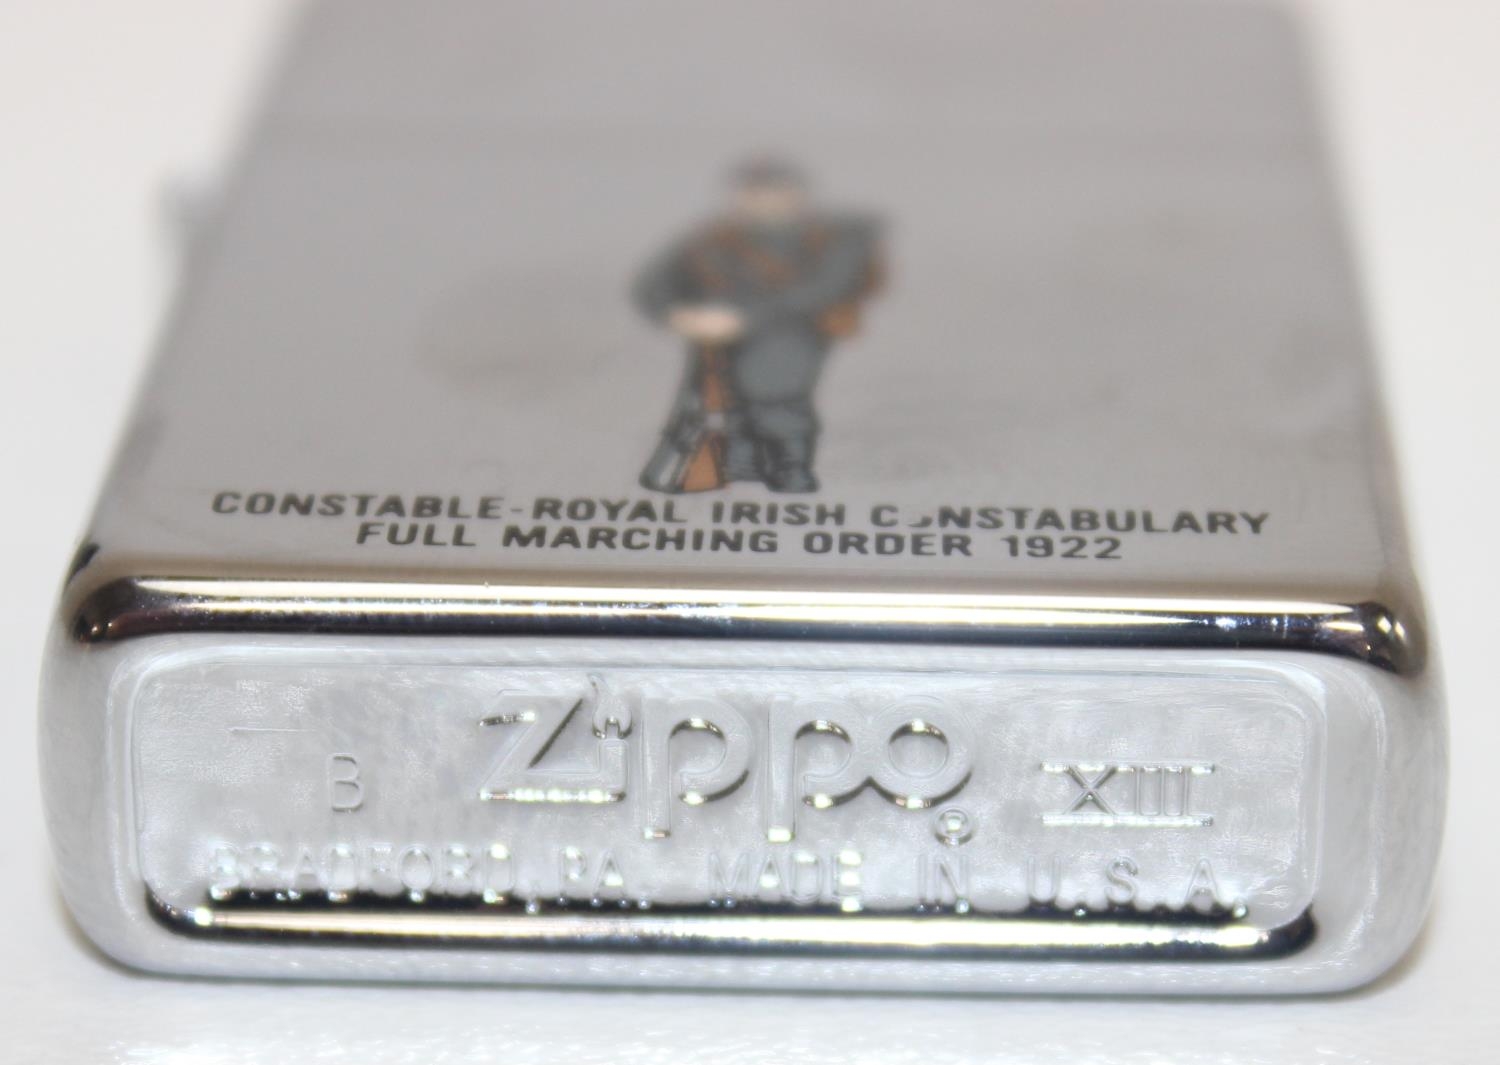 CONSTABLE-ROYAL IRISH CONSTABULARY
FULL MARCHING ORDER 1922
B Zippo® XIII
BRADFORD, PA. MADE IN U.S.A.